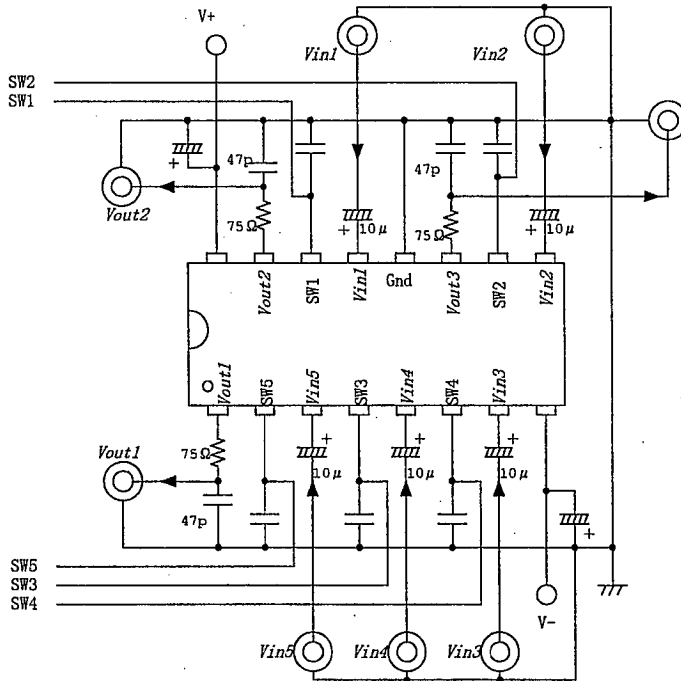 V+
Vin1
Vin2
SW2
SW1
+
47p
47p
Vout2
75Ω
+
10μ
75Ω
+
10μ
Vout2
SW1
Vin1
Gnd
Vout3
SW2
Vin2
Vout1
SW5
Vin5
SW3
Vin4
SW4
Vin3
Vout1
75Ω
+
10μ
+
10μ
+
10μ
47p
+
SW5
SW3
SW4
V-
Vin5
Vin4
Vin3